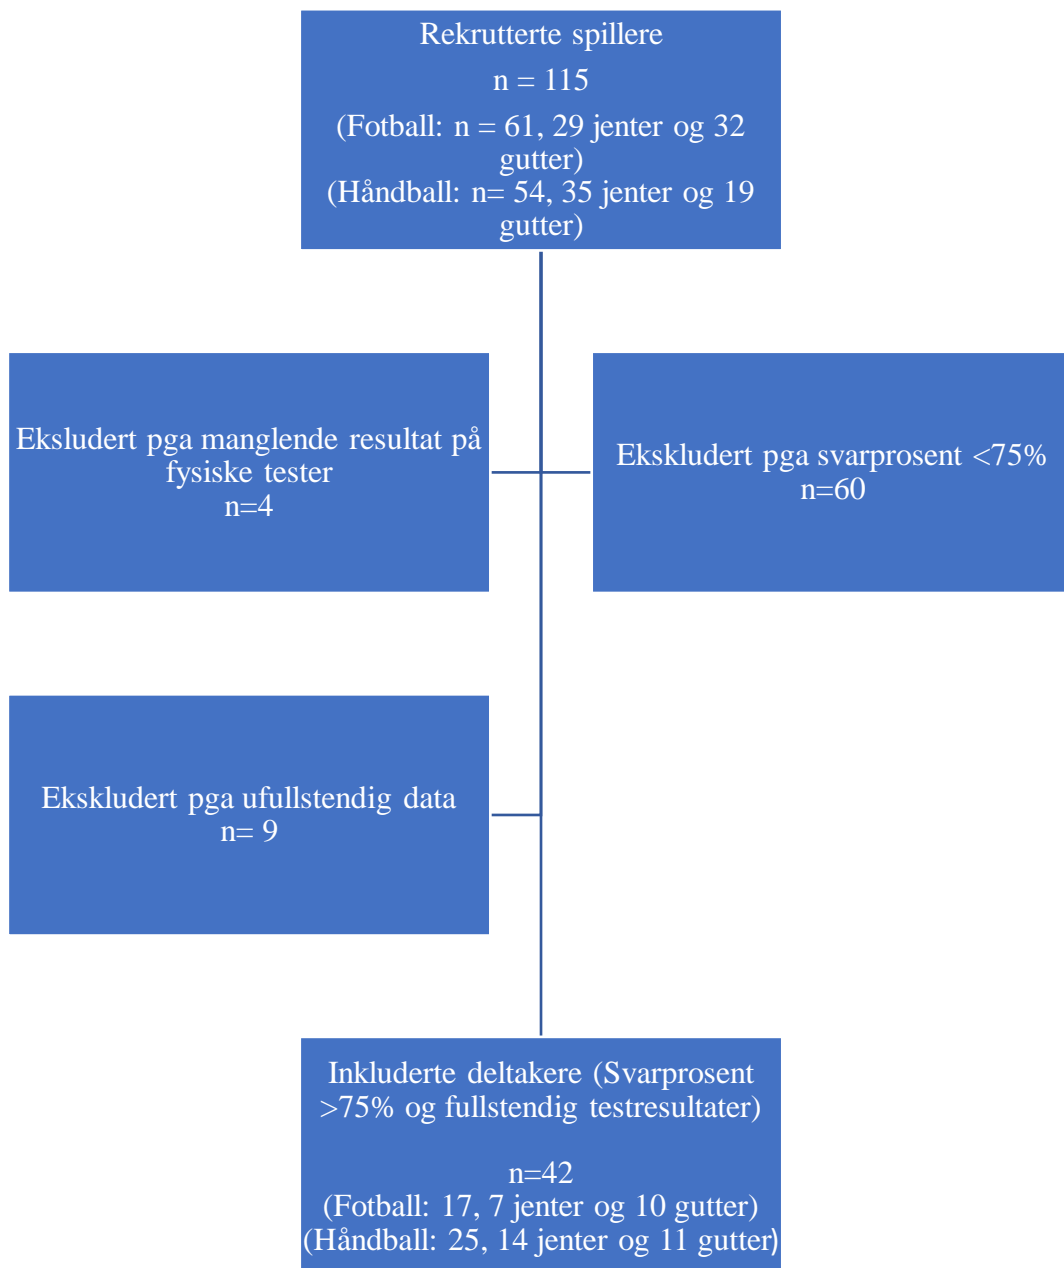 Rekrutterte spillere
n = 115
(Fotball: n = 61, 29 jenter og 32
gutter)
(Håndball: n= 54, 35 jenter og 19
gutter)
Eksludert pga manglende resultat på
fysiske tester
n=4
Ekskludert pga svarprosent <75%
n=60
Ekskludert pga ufullstendig data
n= 9
Inkluderte deltakere (Svarprosent
>75% og fullstendig testresultater)
n=42
(Fotball: 17, 7 jenter og 10 gutter)
(Håndball: 25, 14 jenter og 11 gutter)